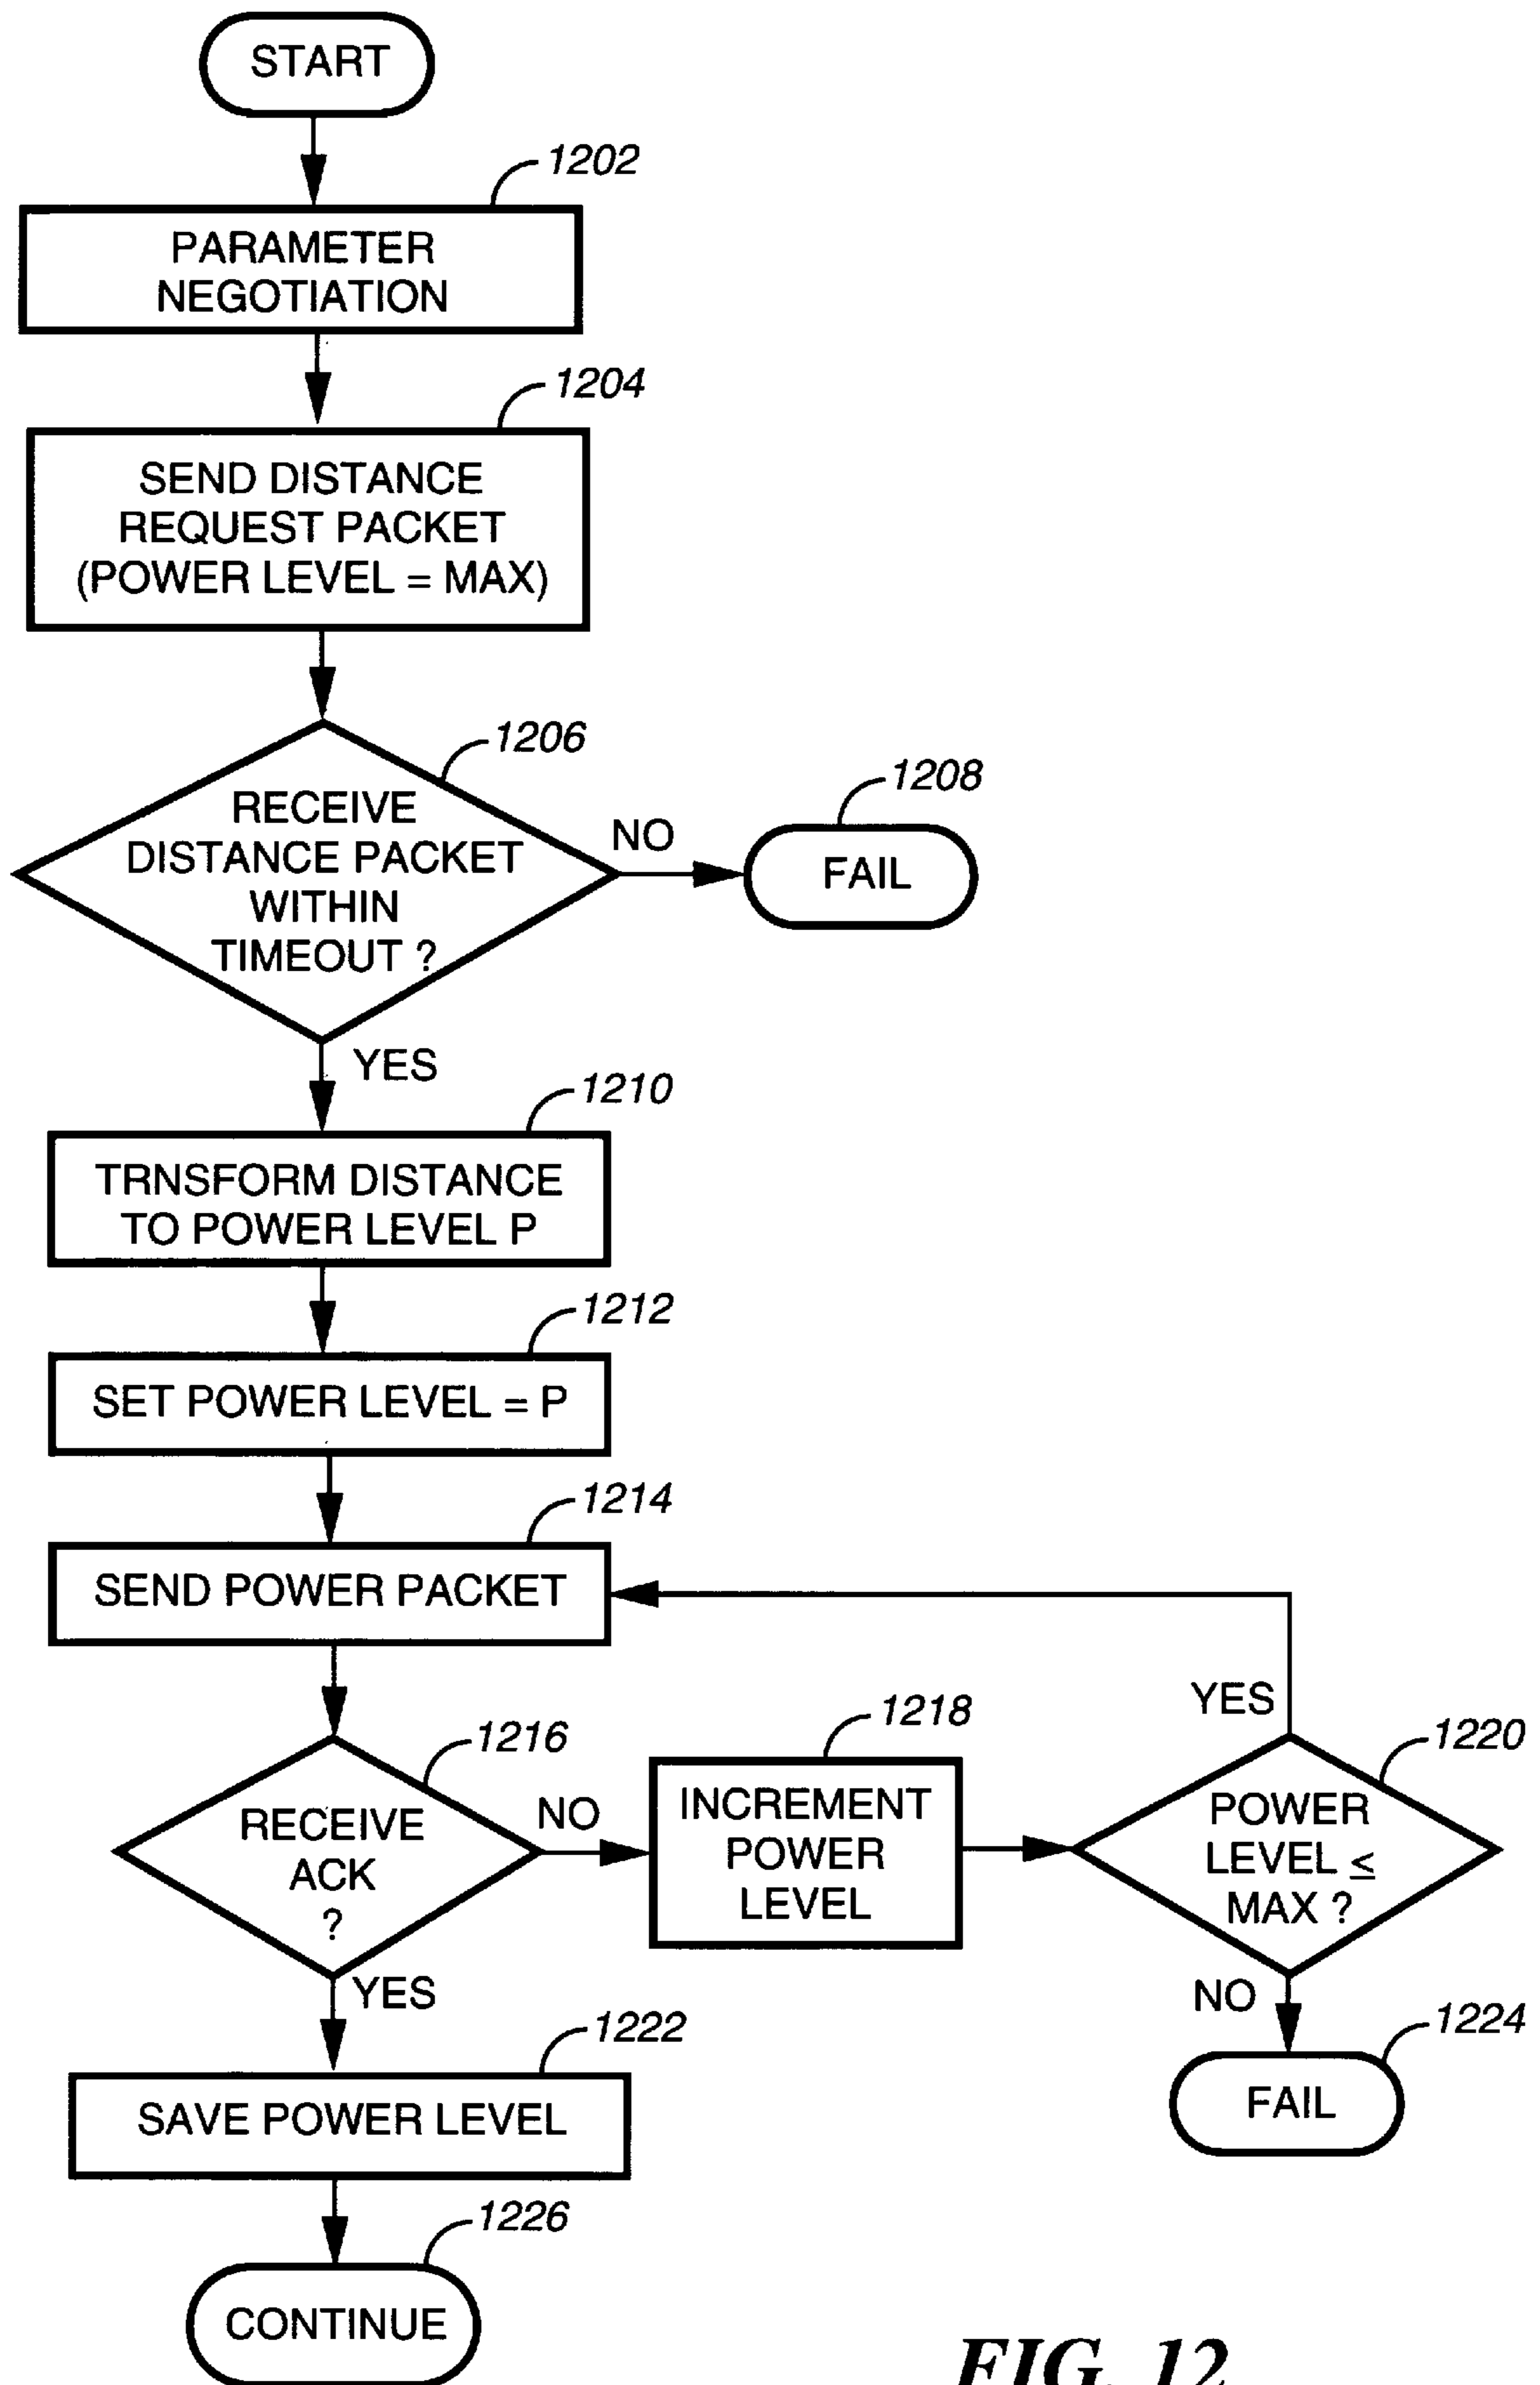 START
1202
PARAMETER
NEGOTIATION
1204
SEND DISTANCE
REQUEST PACKET
(POWER LEVEL = MAX)
1206
RECEIVE
DISTANCE PACKET
WITHIN
TIMEOUT ?
NO
1208
FAIL
YES
1210
TRNSFORM DISTANCE
TO POWER LEVEL P
1212
SET POWER LEVEL = P
1214
SEND POWER PACKET
1216
RECEIVE
ACK
?
NO
1218
INCREMENT
POWER
LEVEL
YES
1220
POWER
LEVEL ≤
MAX ?
NO
1224
FAIL
YES
1222
SAVE POWER LEVEL
1226
CONTINUE
FIG. 12